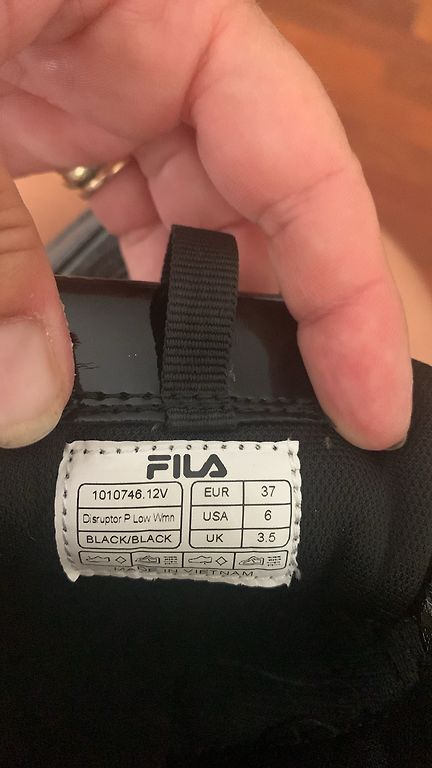 FILA
1010746.12V
Disruptor P Low Wmn
BLACK/BLACK
EUR 37
USA 6
UK 3.5
MADE IN VIETNAM